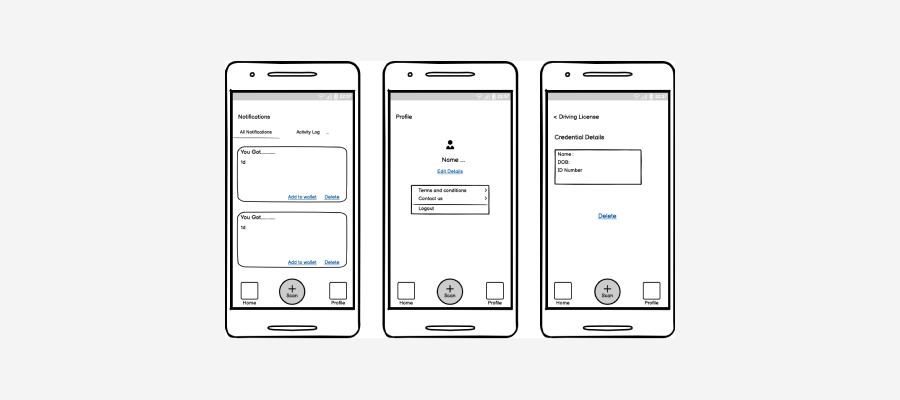 Notifications
All Notifications Activity Log ...
You Got..........
1d
Add to wallet Delete
You Got..........
1d
Add to wallet Delete
Home
+
Scan
Profile
Profile
Name ...
Edit Details
Terms and conditions >
Contact us >
Logout
Home
+
Scan
Profile
< Driving License
Credential Details
Name:
DOB:
ID Number
Delete
Home
+
Scan
Profile